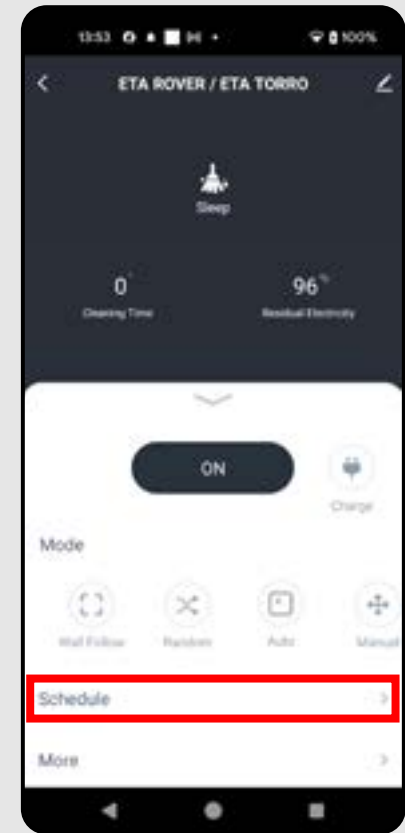 13:53 100%
ETA ROVER / ETA TORRO
Sleep
0 96 %
Cleaning Time Residual Electricity
ON
Charge
Mode
Wall Follow Random Auto Manual
Schedule
More